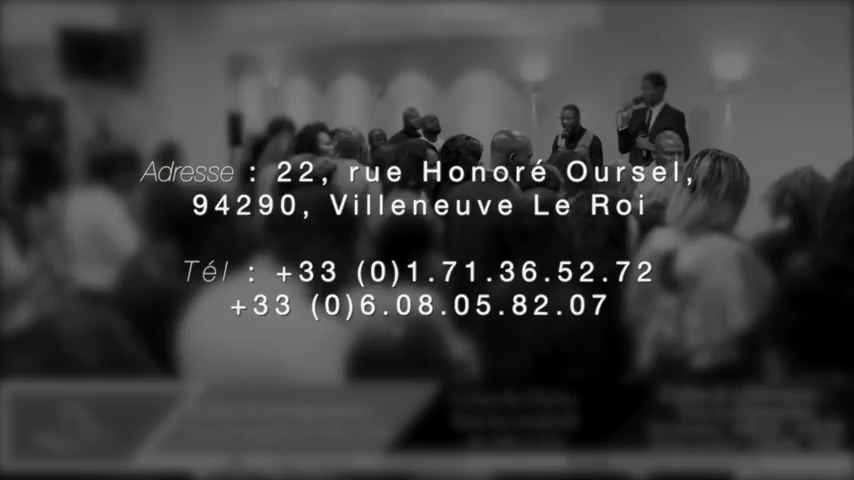 Adresse : 22, rue Honoré Oursel,
94290, Villeneuve Le Roi
Tél : +33 (0)1.71.36.52.72
+33 (0)6.08.05.82.07